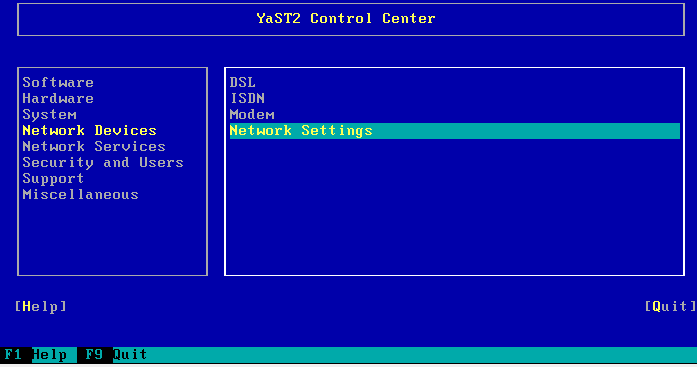 YaST2 Control Center
Software
Hardware
System
Network Devices
Network Services
Security and Users
Support
Miscellaneous
DSL
ISDN
Modem
Network Settings
[Help] [Quit]
F1 Help F9 Quit